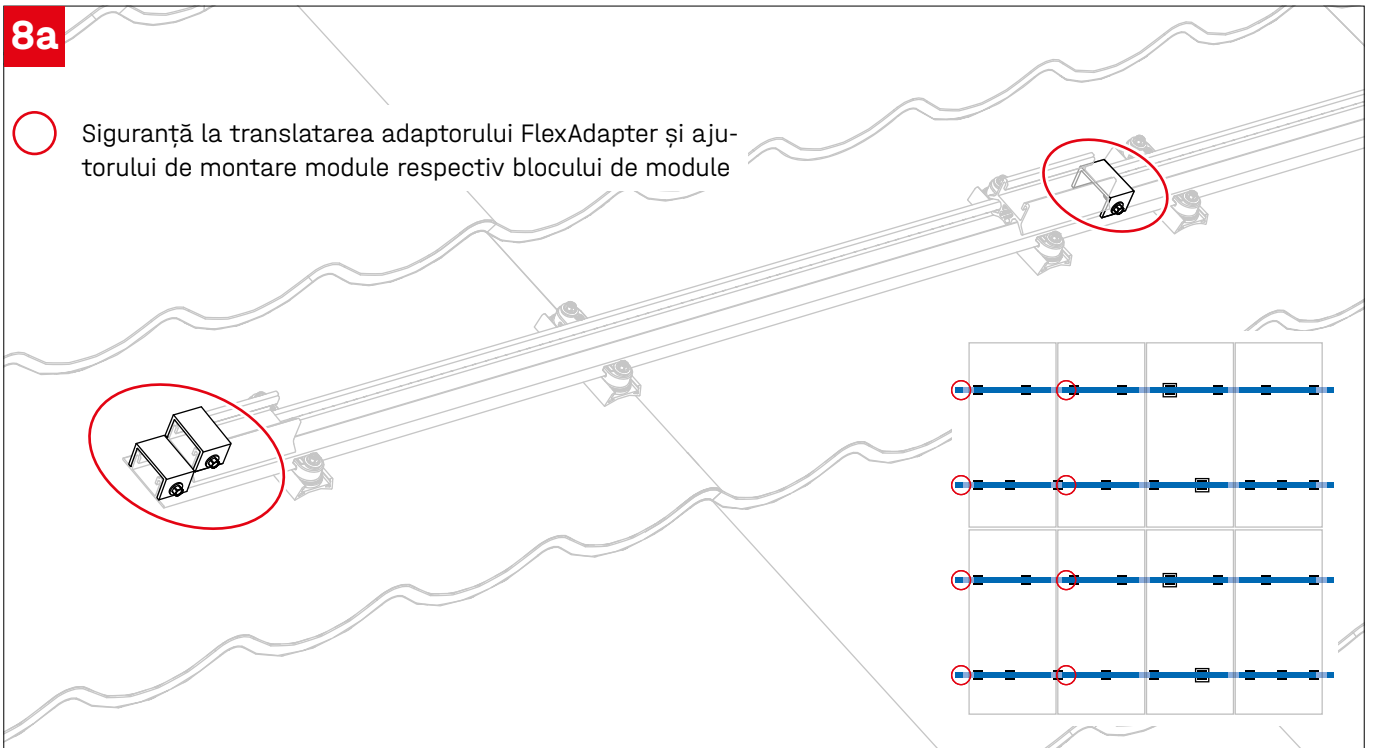 8a
Siguranță la translatarea adaptorului FlexAdapter și aju-
torului de montare module respectiv blocului de module